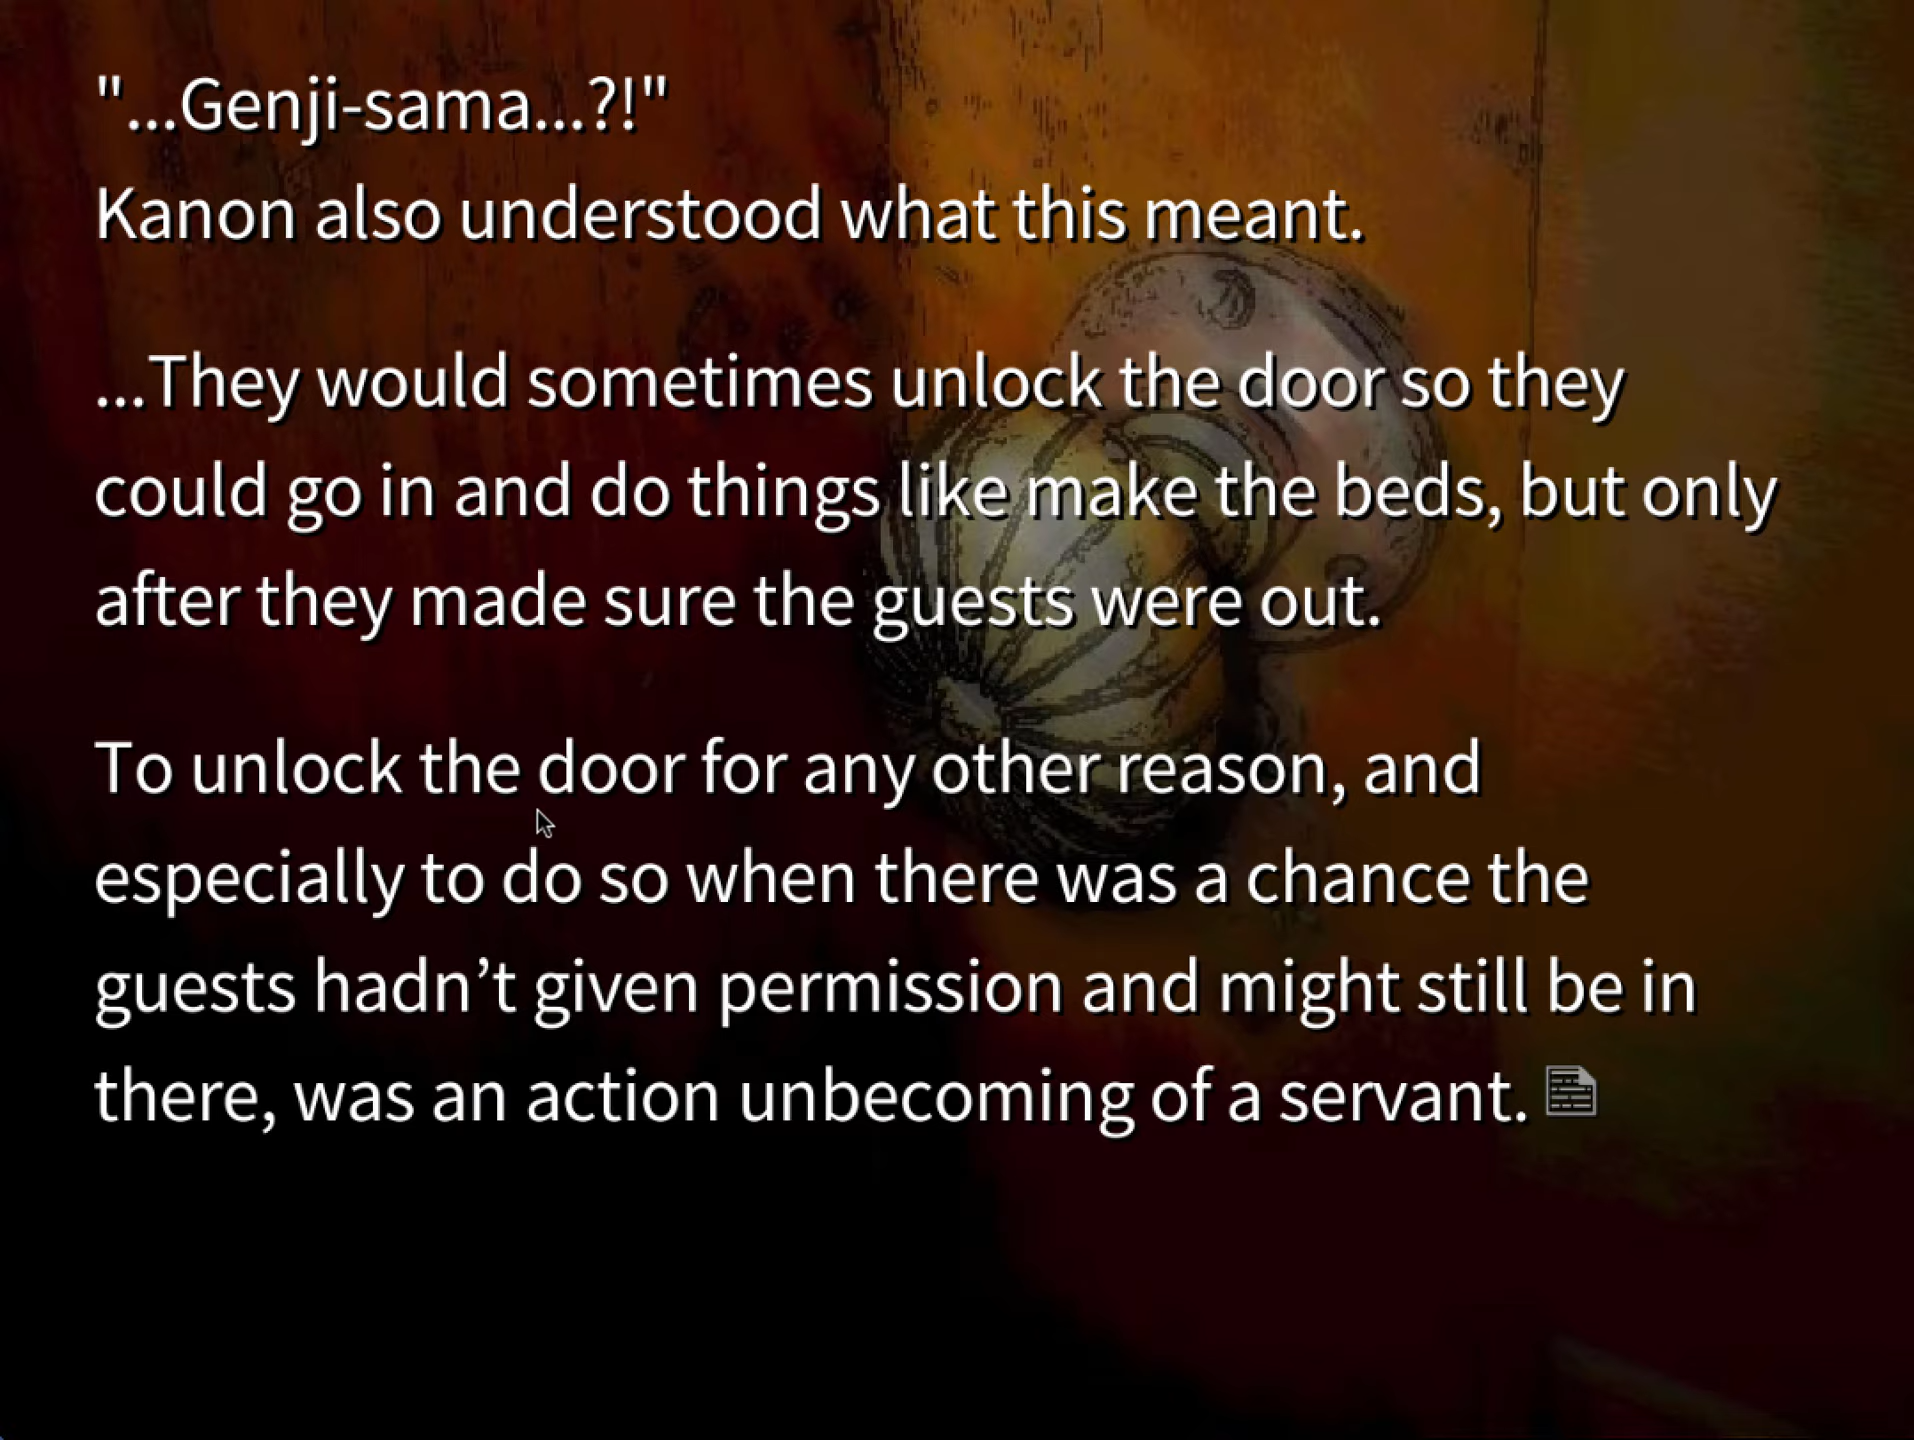 "...Genji-sama...?!"
Kanon also understood what this meant.
...They would sometimes unlock the door so they
could go in and do things like make the beds, but only
after they made sure the guests were out.
To unlock the door for any other reason, and
especially to do so when there was a chance the
guests hadn’t given permission and might still be in
there, was an action unbecoming of a servant.